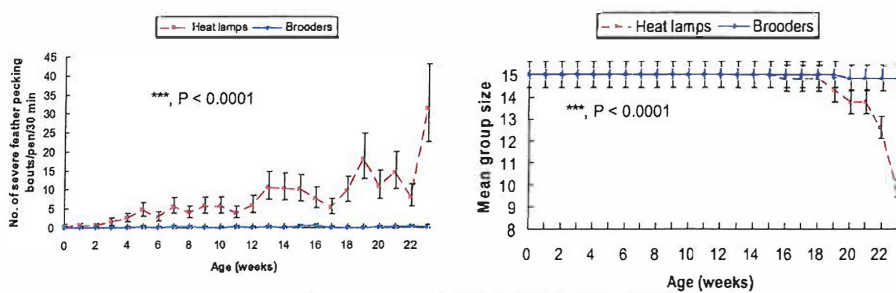 Heat lamps Brooders
No. of severe feather pecking
bouts/pen/30 min
45
40
35
30
25
20
15
10
5
0
***, P < 0.0001
0 2 4 6 8 10 12 14 16 18 20 22
Age (weeks)
Heat lamps Brooders
Mean group size
15
14
13
12
11
10
9
8
***, P < 0.0001
0 2 4 6 8 10 12 14 16 18 20 22
Age (weeks)